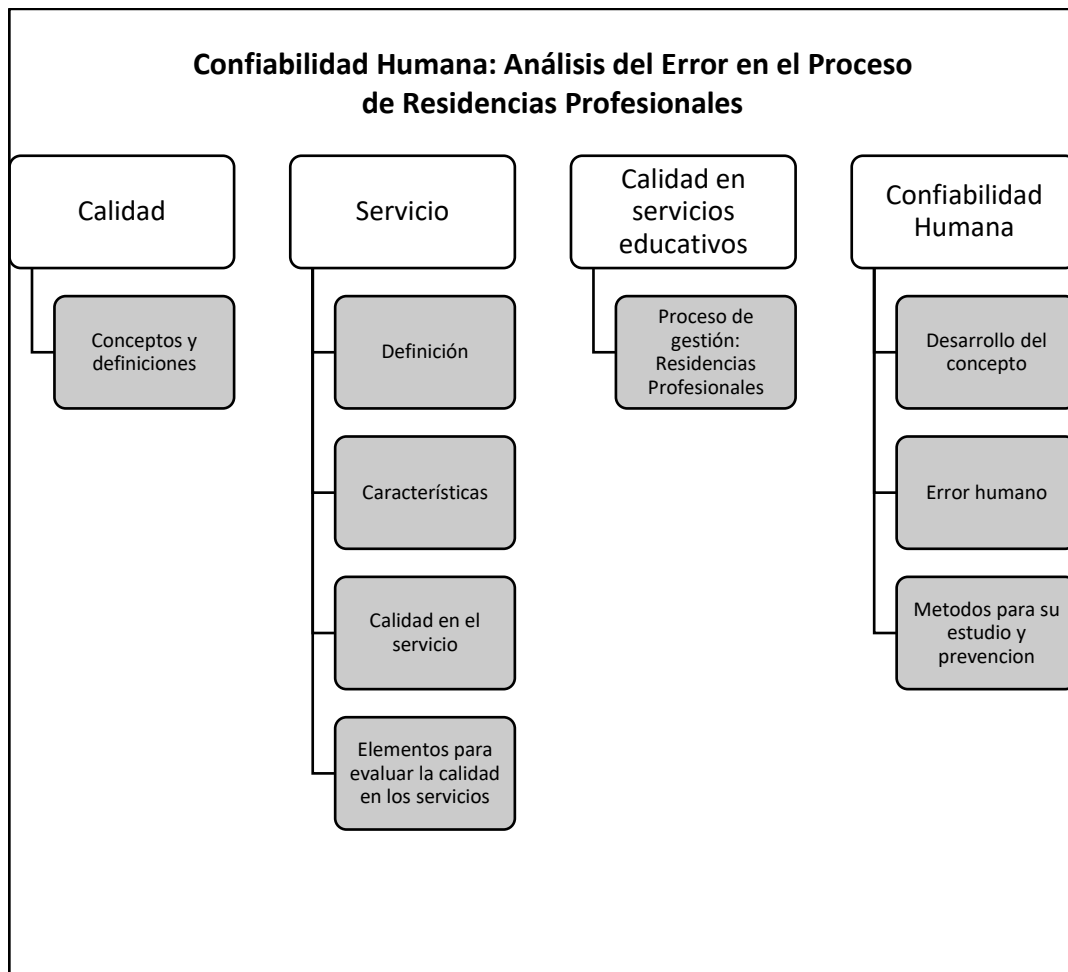 Confiabilidad Humana: Análisis del Error en el Proceso
de Residencias Profesionales
Calidad
Conceptos y
definiciones
Servicio
Definición
Características
Calidad en el
servicio
Elementos para
evaluar la calidad
en los servicios
Calidad en
servicios
educativos
Proceso de
gestión:
Residencias
Profesionales
Confiabilidad
Humana
Desarrollo del
concepto
Error humano
Metodos para su
estudio y
prevencion